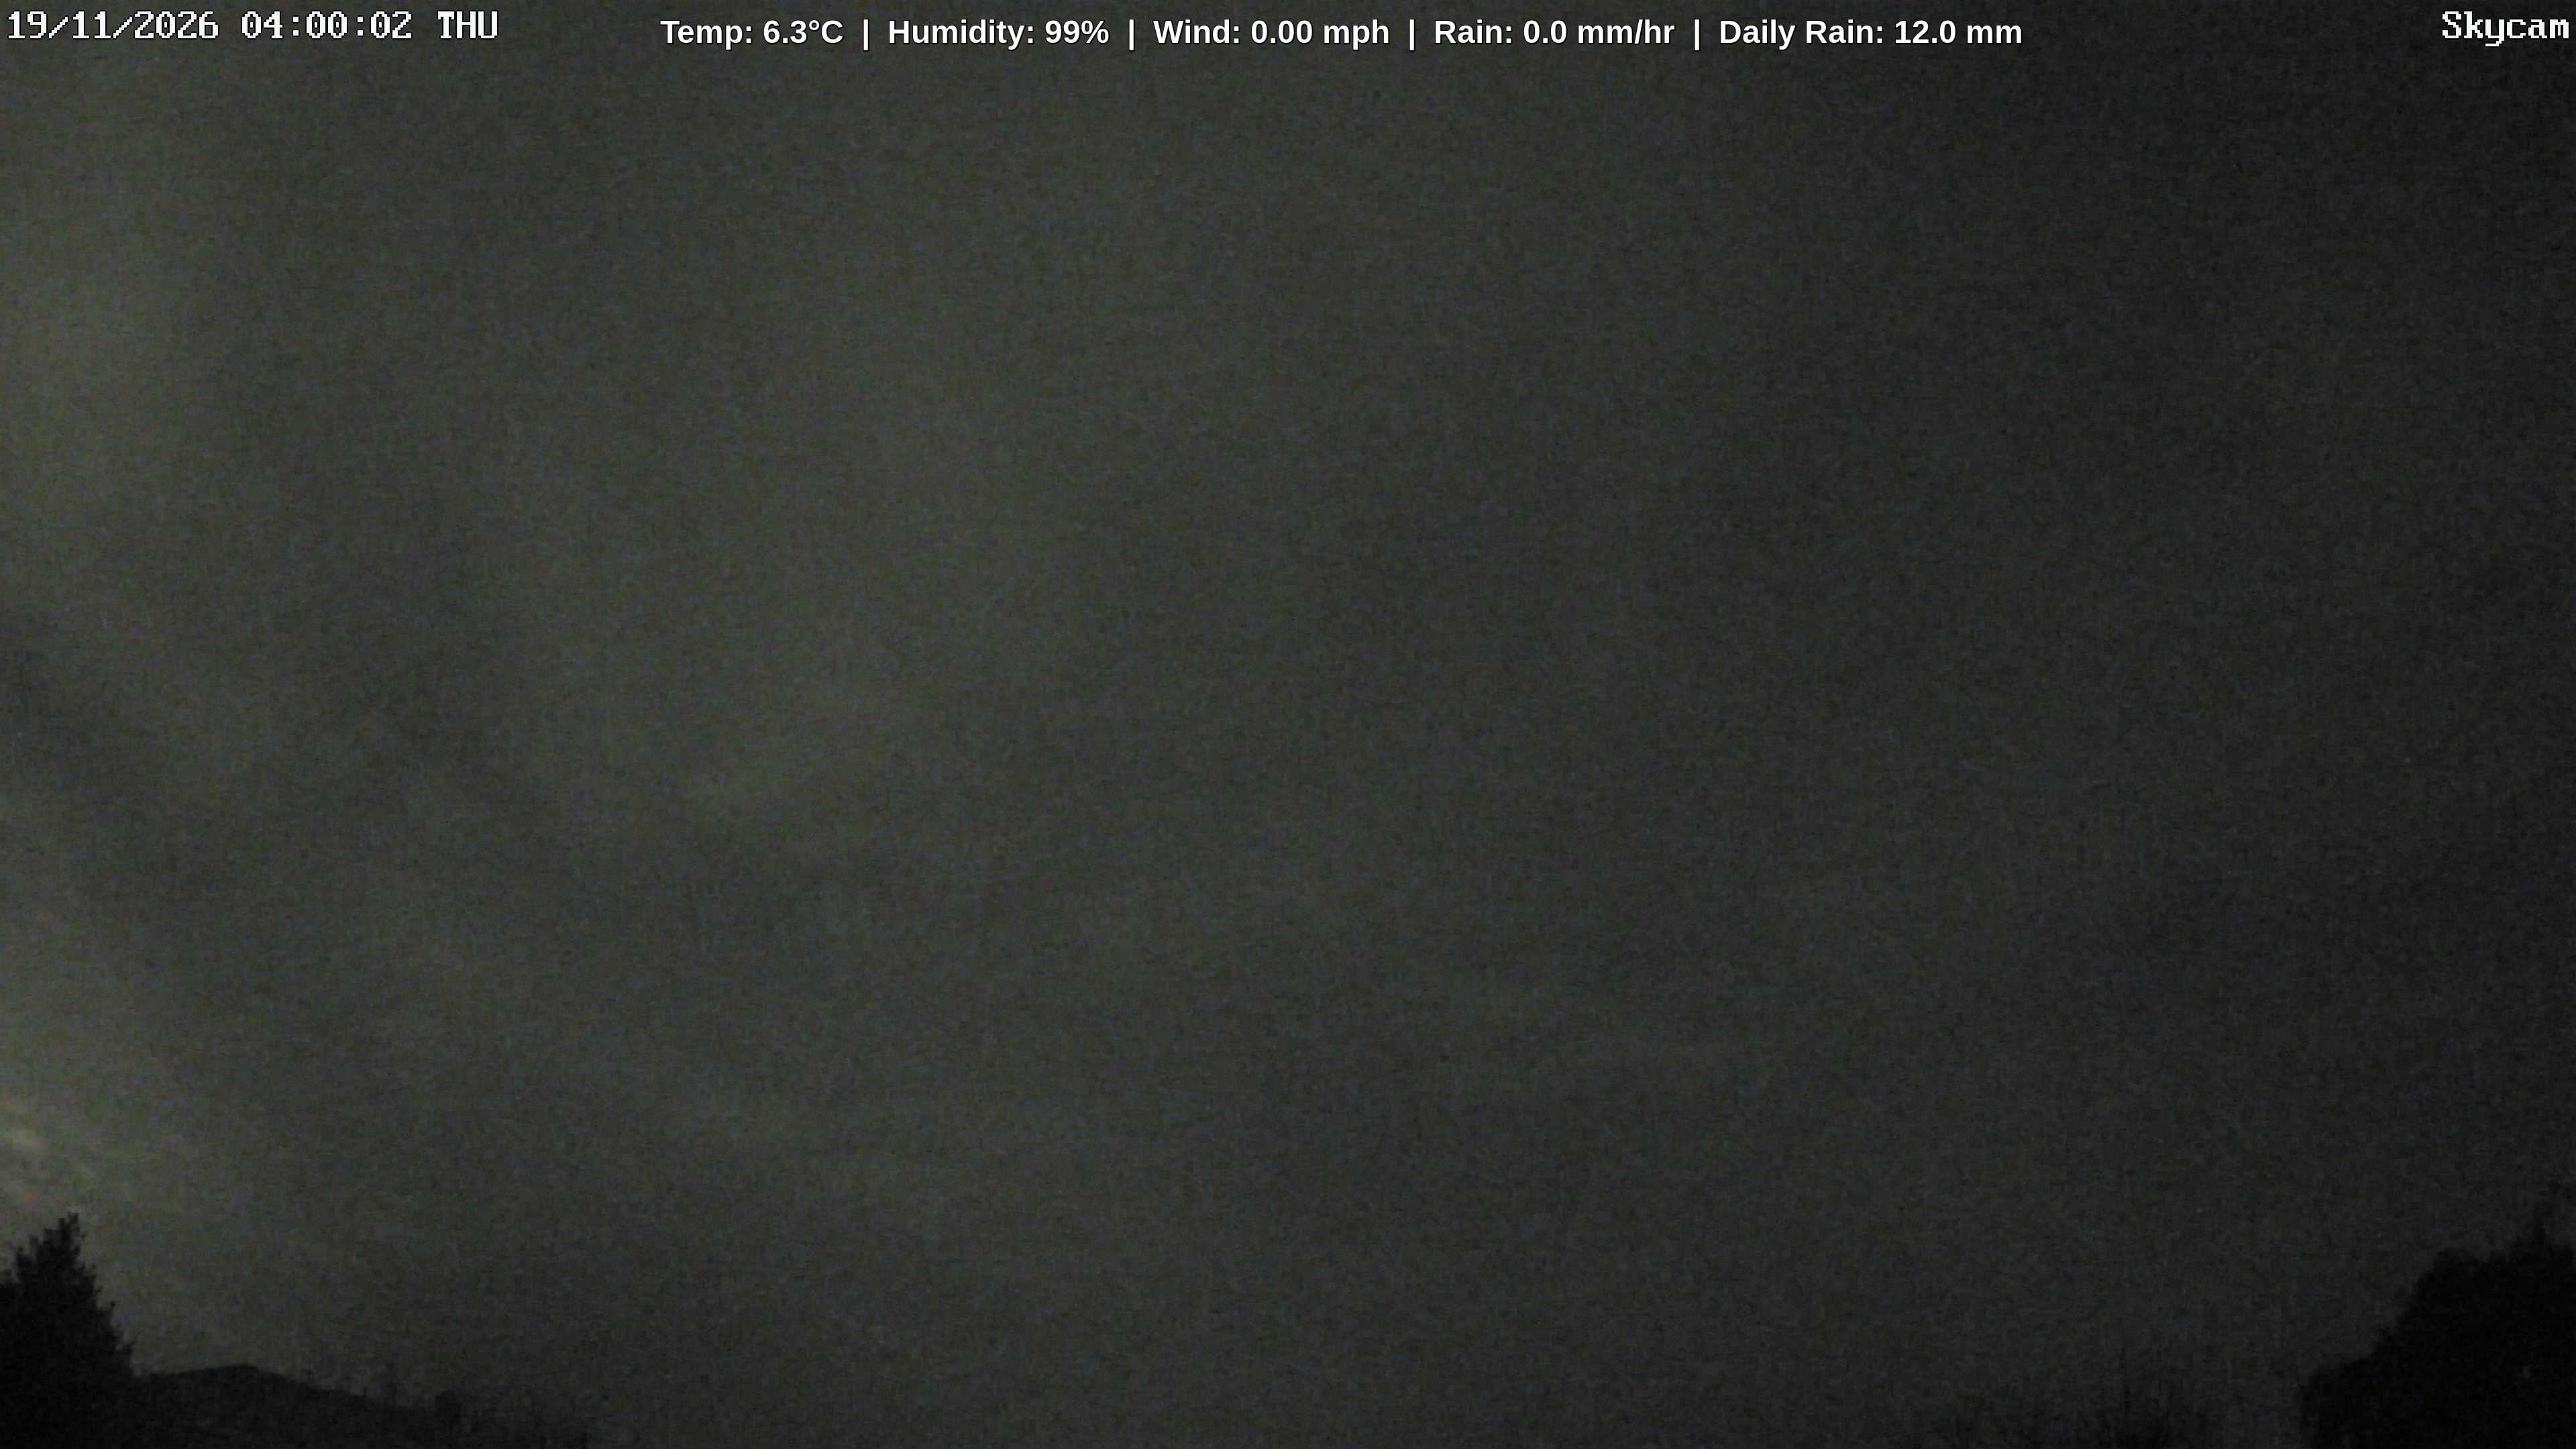 19/11/2026 04:00:02 THU
Temp: 6.3°C | Humidity: 99% | Wind: 0.00 mph | Rain: 0.0 mm/hr | Daily Rain: 12.0 mm
Skycam